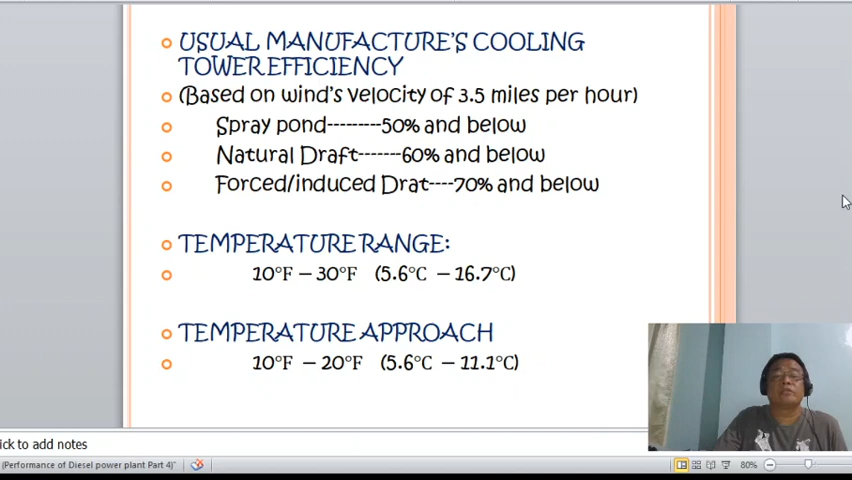 USUAL MANUFACTURE'S COOLING
TOWER EFFICIENCY
(Based on wind's velocity of 3.5 miles per hour)
Spray pond---------50% and below
Natural Draft-------60% and below
Forced/induced Drat----70% and below
TEMPERATURE RANGE:
10°F – 30°F (5.6°C – 16.7°C)
TEMPERATURE APPROACH
10°F – 20°F (5.6°C – 11.1°C)
ick to add notes
(Performance of Diesel power plant Part 4)"
80%